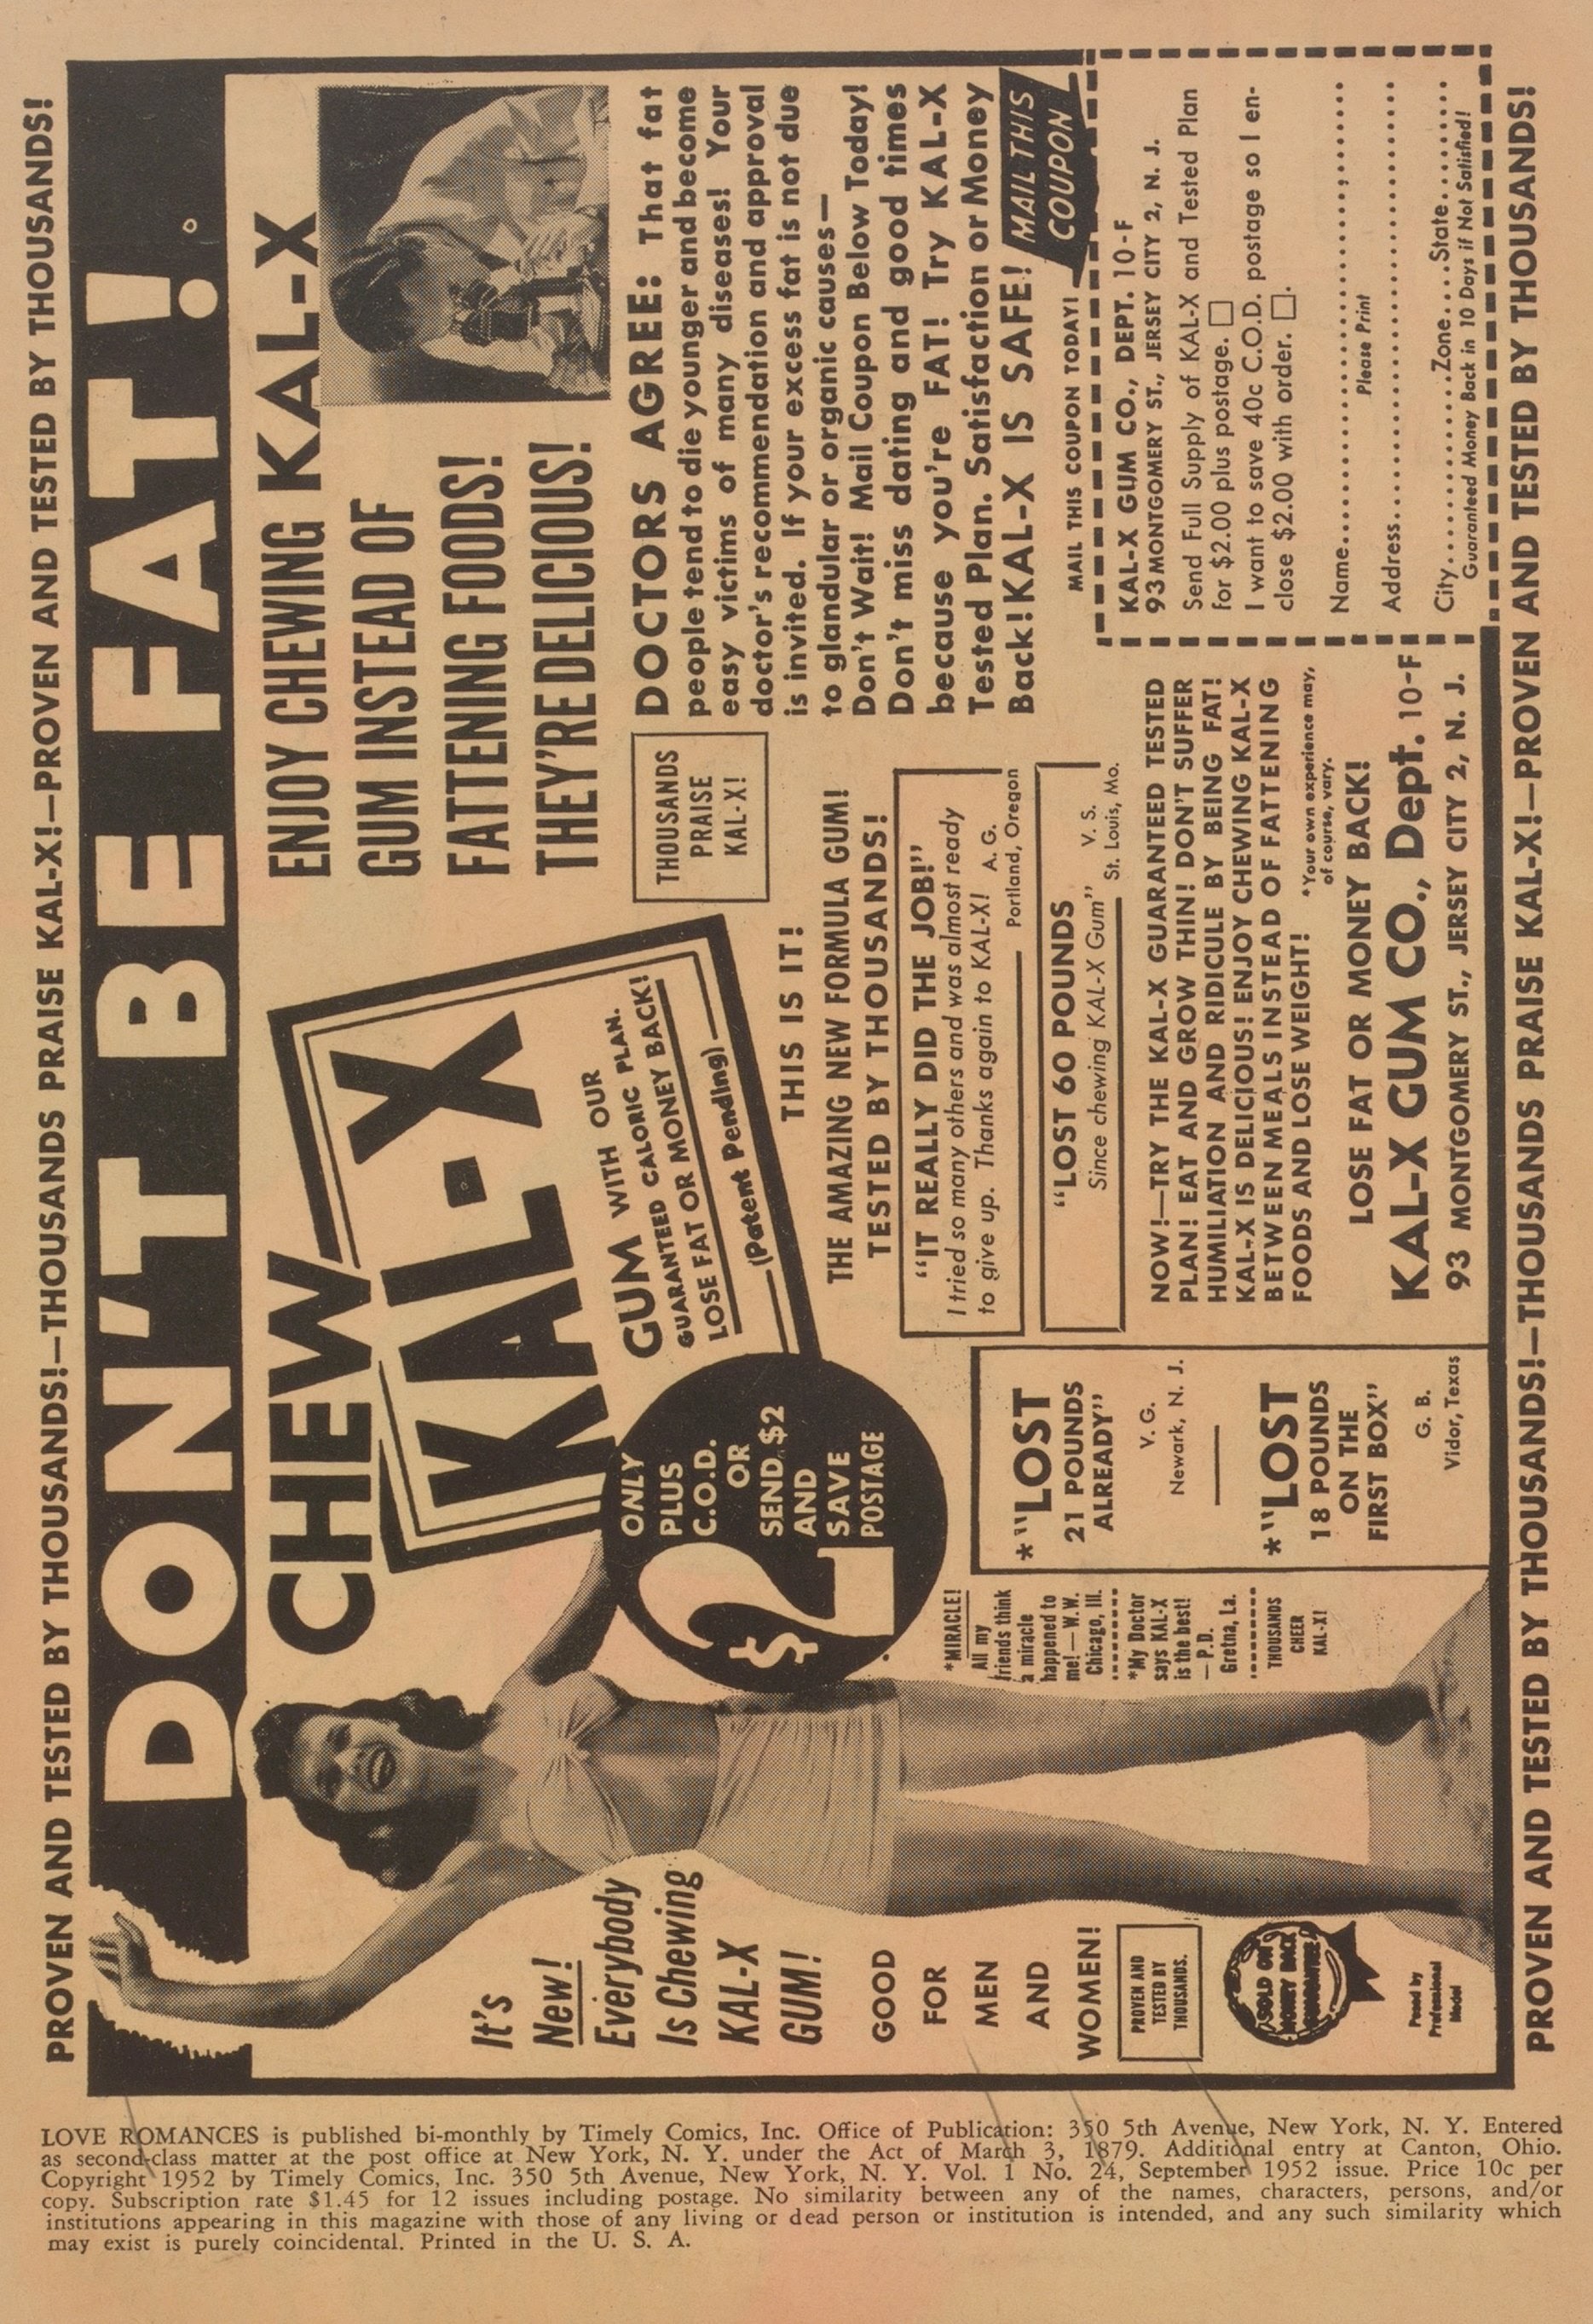 PROVEN AND TESTED BY THOUSANDS!—THOUSANDS PRAISE KAL-X!—PROVEN AND TESTED BY THOUSANDS!
DON'T BE FAT!
CHEW
KAL-X
GUM WITH OUR
GUARANTEED CALORIC PLAN.
LOSE FAT OR MONEY BACK!
(Patent Pending)
ENJOY CHEWING KAL-X
GUM INSTEAD OF
FATTENING FOODS!
THEY'RE DELICIOUS!
It's
New!
Everybody
Is Chewing
KAL-X
GUM!
GOOD
FOR
MEN
AND
WOMEN!
PROVEN AND
TESTED BY
THOUSANDS.
SOLD ON
MONEY BACK
GUARANTEE
Posed by
Professional
Model
$2
ONLY
PLUS
C.O.D.
OR
SEND $2
AND
SAVE
POSTAGE
*MIRACLE!
All my
friends think
a miracle
happened to
me!—W.W.
Chicago, Ill.
*My Doctor
says KAL-X
is the best!
—P.D.
Gretna, La.
THOUSANDS
CHEER
KAL-X!
*"LOST
21 POUNDS
ALREADY"
V. G.
Newark, N. J.
*"LOST
18 POUNDS
ON THE
FIRST BOX"
G. B.
Vidor, Texas
THOUSANDS
PRAISE
KAL-X!
THIS IS IT!
THE AMAZING NEW FORMULA GUM!
TESTED BY THOUSANDS!
"IT REALLY DID THE JOB!"
I tried so many others and was almost ready
to give up. Thanks again to KAL-X! A. G.
Portland, Oregon
"LOST 60 POUNDS
Since chewing KAL-X Gum" V. S.
St. Louis, Mo.
NOW!—TRY THE KAL-X GUARANTEED TESTED
PLAN! EAT AND GROW THIN! DON'T SUFFER
HUMILIATION AND RIDICULE BY BEING FAT!
KAL-X IS DELICIOUS! ENJOY CHEWING KAL-X
BETWEEN MEALS INSTEAD OF FATTENING
FOODS AND LOSE WEIGHT!
*Your own experience may,
of course, vary.
LOSE FAT OR MONEY BACK!
KAL-X GUM CO., Dept. 10-F
93 MONTGOMERY ST., JERSEY CITY 2, N. J.
DOCTORS AGREE: That fat
people tend to die younger and become
easy victims of many diseases! Your
doctor's recommendation and approval
is invited. If your excess fat is not due
to glandular or organic causes—
Don't Wait! Mail Coupon Below Today!
Don't miss dating and good times
because you're FAT! Try KAL-X
Tested Plan. Satisfaction or Money
Back! KAL-X IS SAFE!
MAIL THIS
COUPON
MAIL THIS COUPON TODAY!
KAL-X GUM CO., DEPT. 10-F
93 MONTGOMERY ST., JERSEY CITY 2, N. J.
Send Full Supply of KAL-X and Tested Plan
for $2.00 plus postage. ☐
I want to save 40c C.O.D. postage so I en-
close $2.00 with order. ☐.
Name..............................
Please Print
Address..............................
City..............Zone....State........
Guaranteed Money Back in 10 Days if Not Satisfied!
PROVEN AND TESTED BY THOUSANDS!—THOUSANDS PRAISE KAL-X!—PROVEN AND TESTED BY THOUSANDS!
LOVE ROMANCES is published bi-monthly by Timely Comics, Inc. Office of Publication: 350 5th Avenue, New York, N. Y. Entered
as second-class matter at the post office at New York, N. Y. under the Act of March 3, 1879. Additional entry at Canton, Ohio.
Copyright 1952 by Timely Comics, Inc. 350 5th Avenue, New York, N. Y. Vol. 1 No. 24, September 1952 issue. Price 10c per
copy. Subscription rate $1.45 for 12 issues including postage. No similarity between any of the names, characters, persons, and/or
institutions appearing in this magazine with those of any living or dead person or institution is intended, and any such similarity which
may exist is purely coincidental. Printed in the U. S. A.